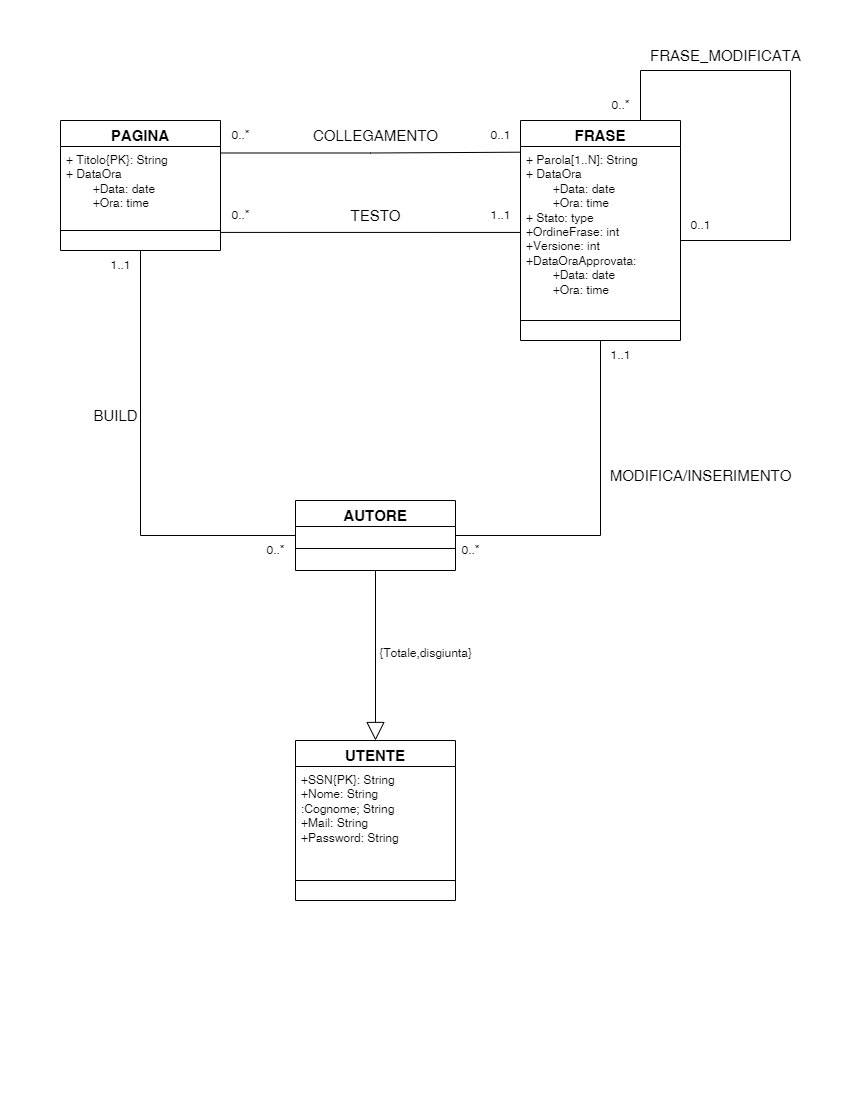 FRASE_MODIFICATA
0..*
PAGINA
0..*
COLLEGAMENTO
0..1
FRASE
+ Titolo{PK}: String
+ DataOra
+Data: date
+Ora: time
+ Parola[1..N]: String
+ DataOra
+Data: date
+Ora: time
+ Stato: type
+OrdineFrase: int
+Versione: int
+DataOraApprovata:
+Data: date
+Ora: time
0..*
TESTO
1..1
0..1
1..1
1..1
BUILD
MODIFICA/INSERIMENTO
AUTORE
0..*
0..*
{Totale,disgiunta}
UTENTE
+SSN{PK}: String
+Nome: String
:Cognome; String
+Mail: String
+Password: String